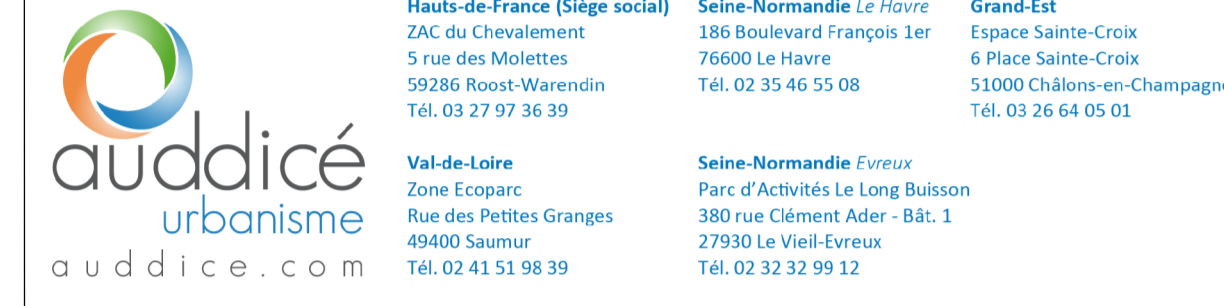 auddicé
urbanisme
auddice.com
Hauts-de-France (Siège social)
ZAC du Chevalement
5 rue des Molettes
59286 Roost-Warendin
Tél. 03 27 97 36 39
Seine-Normandie Le Havre
186 Boulevard François 1er
76600 Le Havre
Tél. 02 35 46 55 08
Grand-Est
Espace Sainte-Croix
6 Place Sainte-Croix
51000 Châlons-en-Champagne
Tél. 03 26 64 05 01
Val-de-Loire
Zone Ecoparc
Rue des Petites Granges
49400 Saumur
Tél. 02 41 51 98 39
Seine-Normandie Evreux
Parc d'Activités Le Long Buisson
380 rue Clément Ader - Bât. 1
27930 Le Vieil-Evreux
Tél. 02 32 32 99 12